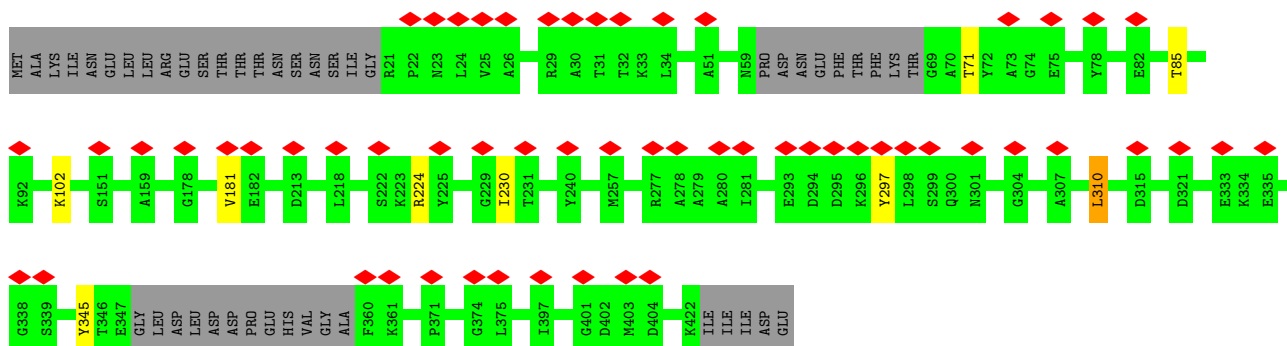 MET ALA LYS ILE ASN GLU LEU LEU ARG GLU SER THR THR THR ASN SER ASN SER ILE GLY R21 P22 N23 L24 V25 A26 R29 A30 T31 T32 K33 L34 A51 N59 PRO ASP ASN GLU PHE THR PHE LYS THR G69 A70 T71 Y72 A73 G74 E75 Y78 E82 T85
K92 K102 S151 A159 G178 V181 E182 D213 L218 S222 K223 R224 Y225 G229 I230 T231 Y240 M257 R277 A278 A279 A280 I281 E293 D294 D295 K296 Y297 L298 S299 Q300 N301 G304 A307 L310 D315 D321 E333 K334 E335
G338 S339 Y345 T346 E347 GLY LEU ASP LEU ASP ASP PRO GLU HIS VAL GLY ALA F360 K361 P371 G374 L375 I397 G401 D402 M403 D404 K422 ILE ILE ILE ASP GLU